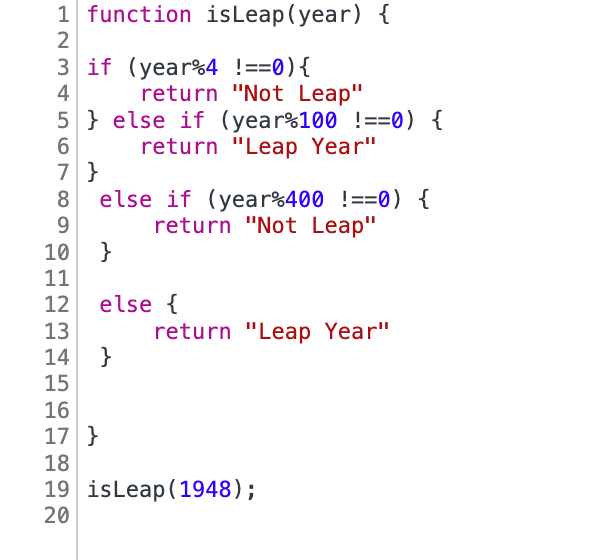 1 function isLeap(year) {
2
3 if (year%4 !==0){
4     return "Not Leap"
5 } else if (year%100 !==0) {
6     return "Leap Year"
7 }
8  else if (year%400 !==0) {
9      return "Not Leap"
10  }
11
12  else {
13      return "Leap Year"
14  }
15
16
17 }
18
19 isLeap(1948);
20